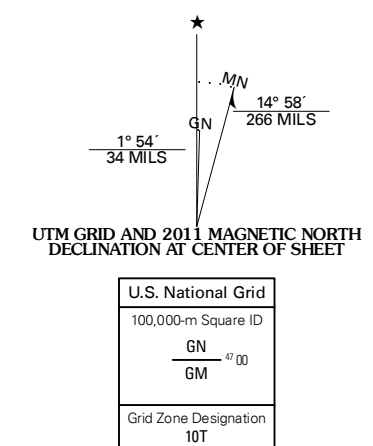 ★
MN
GN
14° 58´
266 MILS
1° 54´
34 MILS
UTM GRID AND 2011 MAGNETIC NORTH
DECLINATION AT CENTER OF SHEET
U.S. National Grid
100,000-m Square ID
GN
47 00
GM
Grid Zone Designation
10T